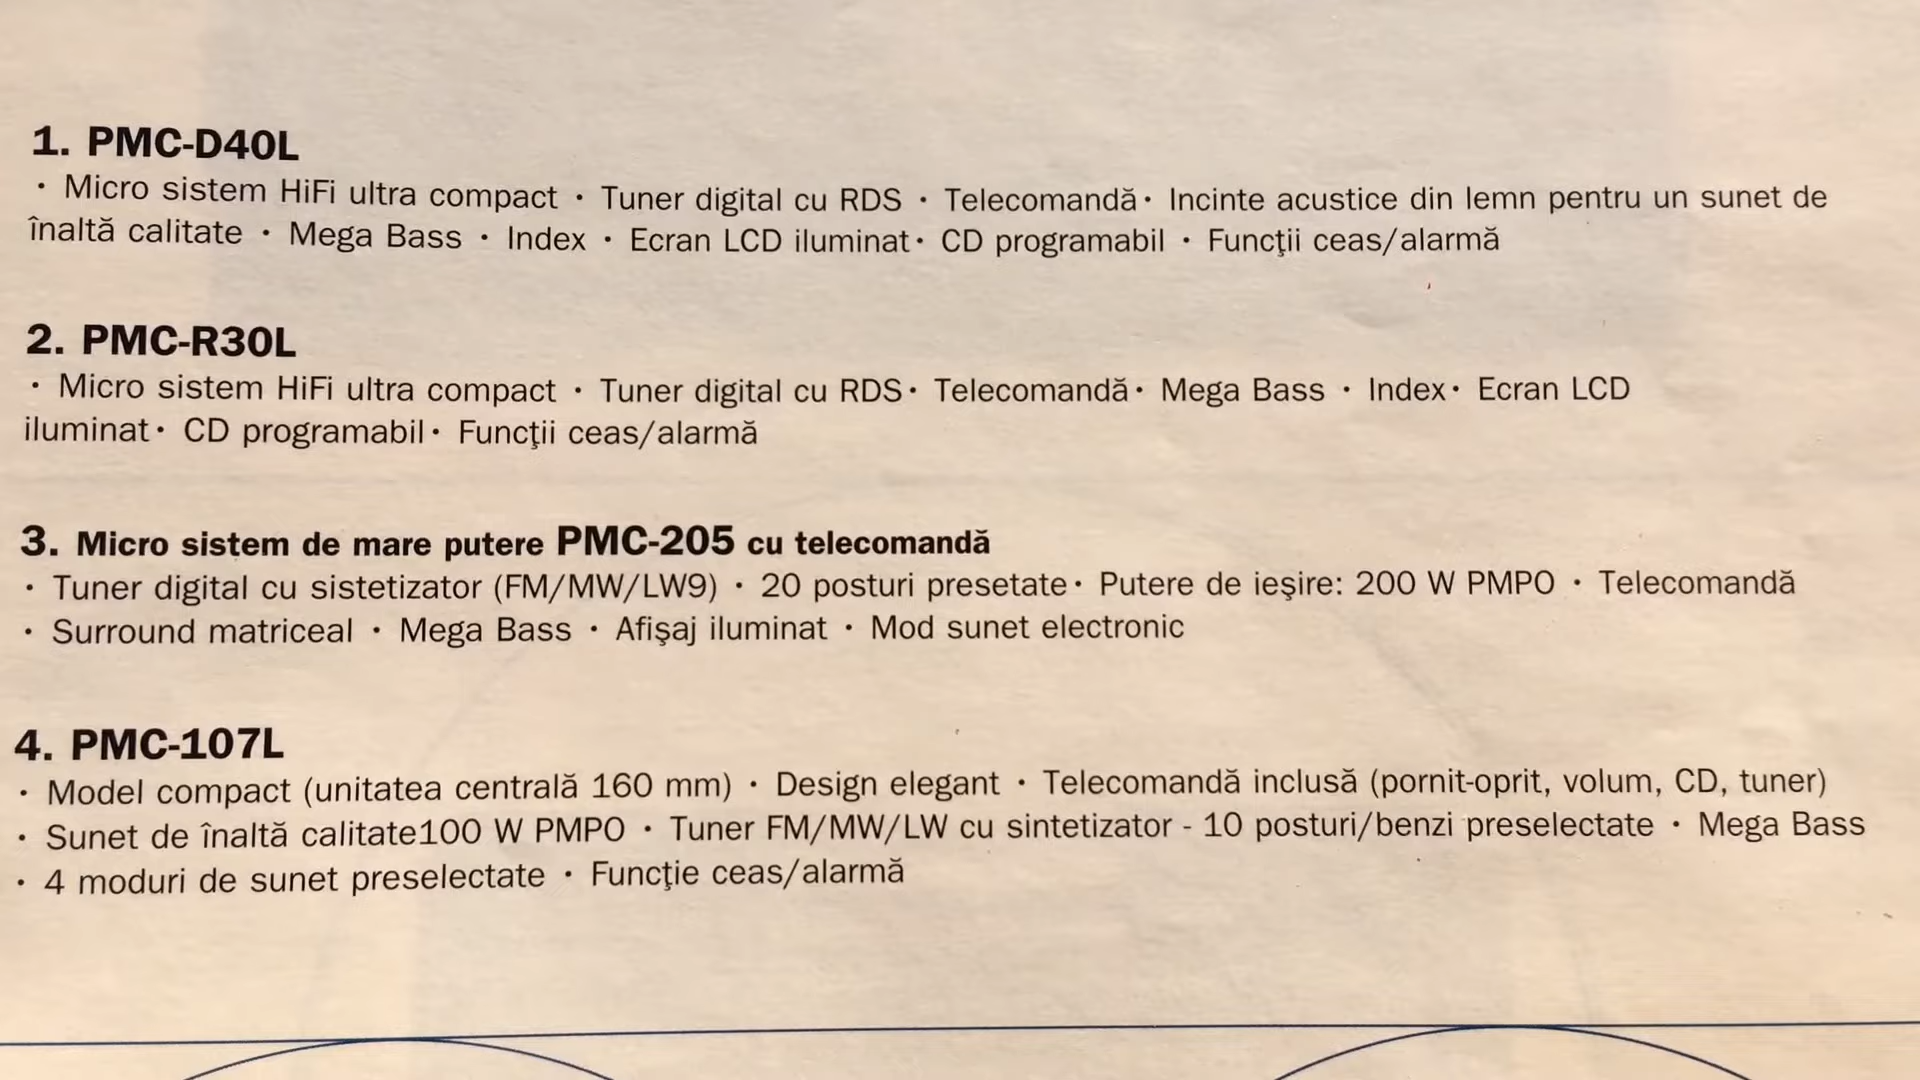 1. PMC-D40L
· Micro sistem HiFi ultra compact · Tuner digital cu RDS · Telecomandă· Incinte acustice din lemn pentru un sunet de
înaltă calitate · Mega Bass · Index · Ecran LCD iluminat· CD programabil · Funcţii ceas/alarmă
2. PMC-R30L
· Micro sistem HiFi ultra compact · Tuner digital cu RDS· Telecomandă· Mega Bass · Index· Ecran LCD
iluminat· CD programabil· Funcţii ceas/alarmă
3. Micro sistem de mare putere PMC-205 cu telecomandă
· Tuner digital cu sistetizator (FM/MW/LW9) · 20 posturi presetate· Putere de ieşire: 200 W PMPO · Telecomandă
· Surround matriceal · Mega Bass · Afişaj iluminat · Mod sunet electronic
4. PMC-107L
· Model compact (unitatea centrală 160 mm) · Design elegant · Telecomandă inclusă (pornit-oprit, volum, CD, tuner)
· Sunet de înaltă calitate100 W PMPO · Tuner FM/MW/LW cu sintetizator - 10 posturi/benzi preselectate · Mega Bass
· 4 moduri de sunet preselectate · Funcţie ceas/alarmă